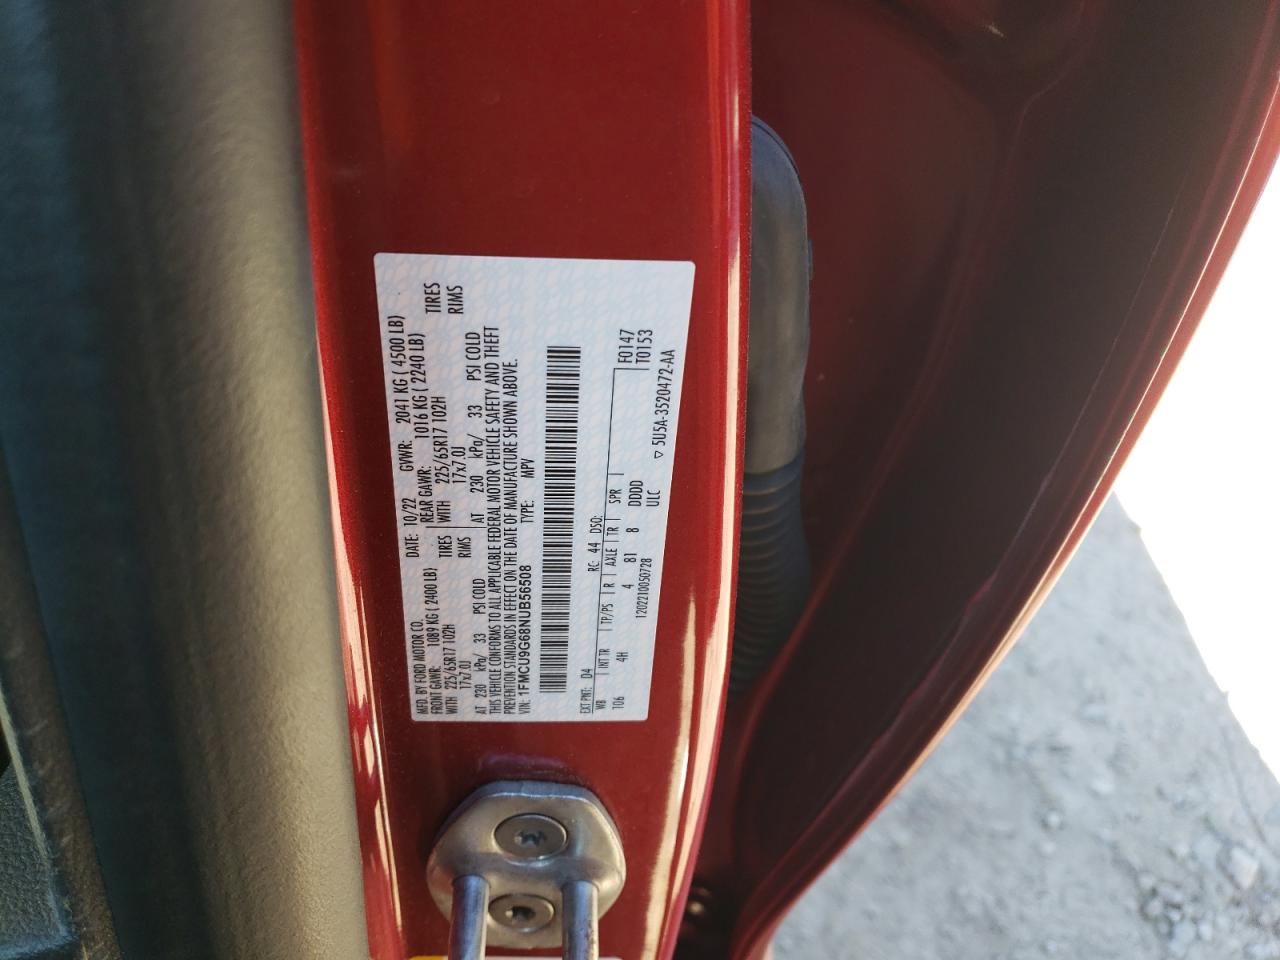 MFD. BY FORD MOTOR CO. DATE: 10/22 GVWR: 2041 KG ( 4500 LB)
FRONT GAWR: 1089 KG ( 2400 LB) REAR GAWR: 1016 KG ( 2240 LB)
WITH 225/65R17 102H TIRES WITH 225/65R17 102H TIRES
17x7.0J RIMS 17x7.0J RIMS
AT 230 kPa/ 33 PSI COLD AT 230 kPa/ 33 PSI COLD
THIS VEHICLE CONFORMS TO ALL APPLICABLE FEDERAL MOTOR VEHICLE SAFETY AND THEFT
PREVENTION STANDARDS IN EFFECT ON THE DATE OF MANUFACTURE SHOWN ABOVE.
VIN: 1FMCU9G68NUB56508 TYPE: MPV
EXT PNT: D4 RC: 44 DSO: F0147
WB INT TR TP/PS R AXLE TR SPR T0153
106 4H 4 81 8 DDDD
1202210050728 ULC ▽ 5U5A-3520472-AA